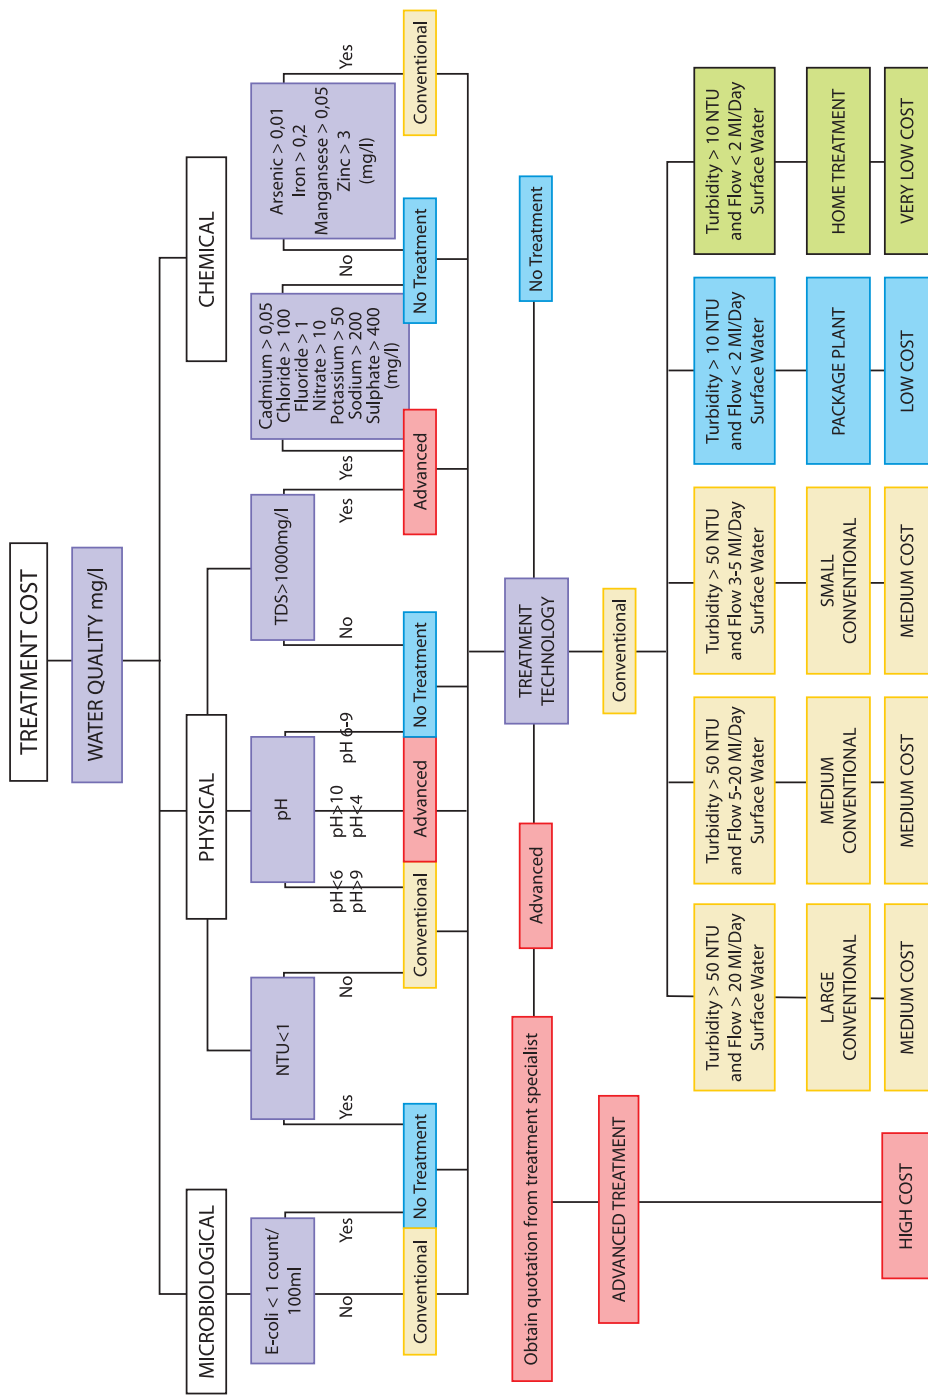 TREATMENT COST
WATER QUALITY mg/l
MICROBIOLOGICAL
PHYSICAL
CHEMICAL
E-coli < 1 count/
100ml
NTU<1
pH
TDS>1000mg/l
Cadmium > 0,05
Chloride > 100
Fluoride > 1
Nitrate > 10
Potassium > 50
Sodium > 200
Sulphate > 400
(mg/l)
Arsenic > 0,01
Iron > 0,2
Mangansese > 0,05
Zinc > 3
(mg/l)
No
Yes
Yes
No
pH<6
pH>9
pH>10
pH<4
pH 6-9
No
Yes
Yes
No
Yes
Conventional
No Treatment
Conventional
Advanced
No Treatment
Advanced
No Treatment
Conventional
Obtain quotation from treatment specialist
Advanced
TREATMENT
TECHNOLOGY
No Treatment
ADVANCED TREATMENT
Conventional
Turbidity > 50 NTU
and Flow > 20 Ml/Day
Surface Water
Turbidity > 50 NTU
and Flow 5-20 Ml/Day
Surface Water
Turbidity > 50 NTU
and Flow 3-5 Ml/Day
Surface Water
Turbidity > 10 NTU
and Flow < 2 Ml/Day
Surface Water
Turbidity > 10 NTU
and Flow < 2 Ml/Day
Surface Water
LARGE
CONVENTIONAL
MEDIUM
CONVENTIONAL
SMALL
CONVENTIONAL
PACKAGE PLANT
HOME TREATMENT
HIGH COST
MEDIUM COST
MEDIUM COST
MEDIUM COST
LOW COST
VERY LOW COST